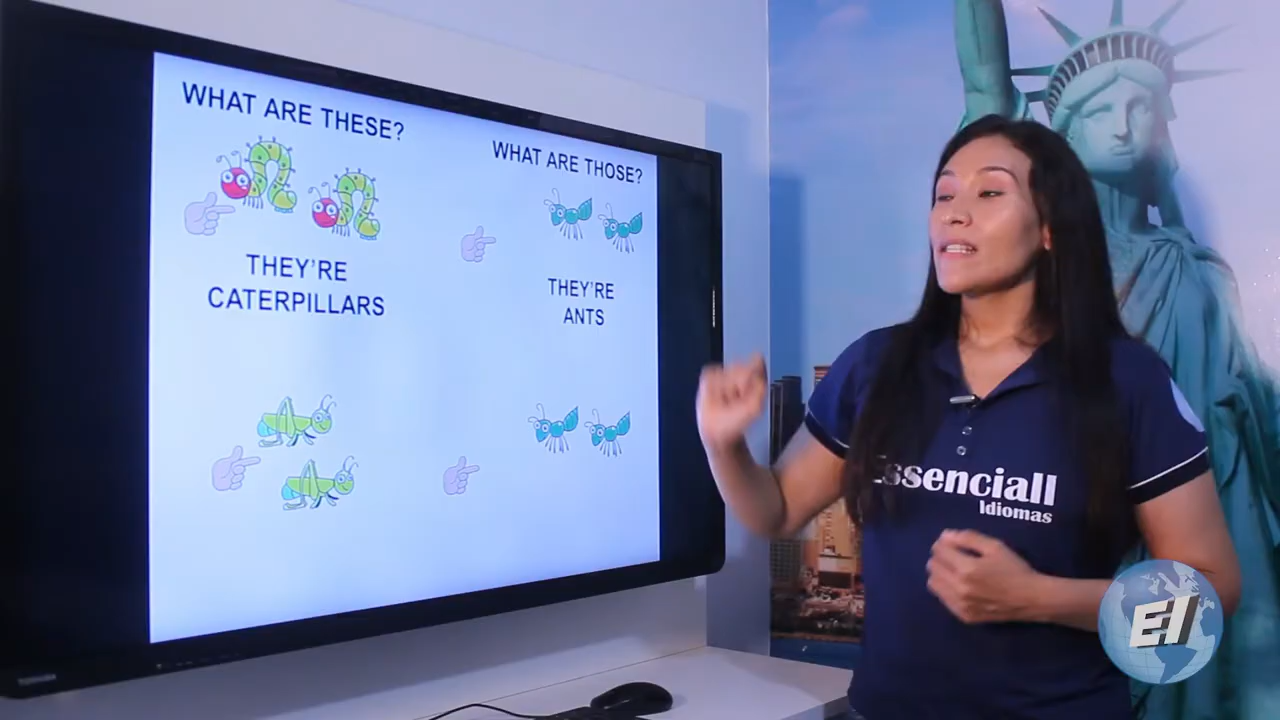 WHAT ARE THESE?
THEY'RE
CATERPILLARS
WHAT ARE THOSE?
THEY'RE
ANTS
Essenciall
Idiomas
EI